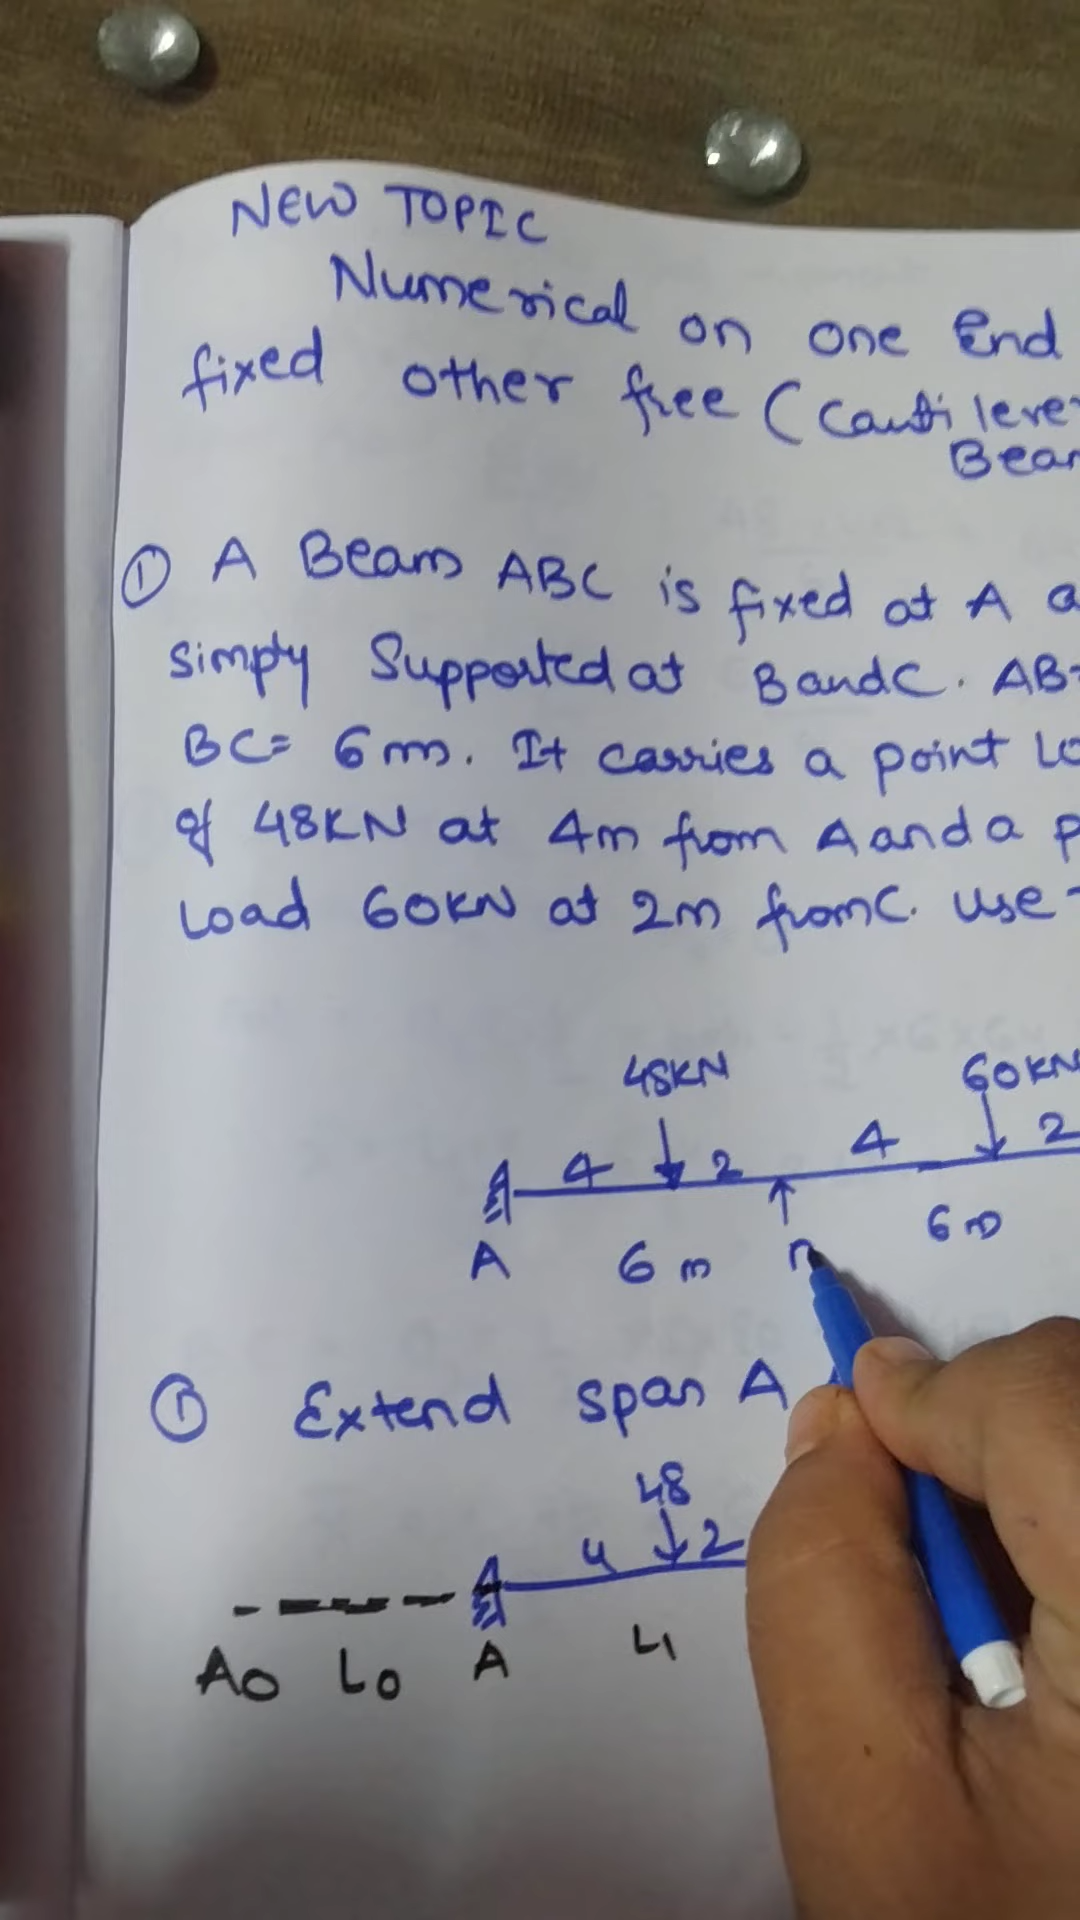 NEW TOPIC
Numerical on one End
fixed other free (Cantilever
Beam
① A Beam ABC is fixed at A
simply Supported at B and C. AB=
BC= 6m. It carries a point Lo
of 48KN at 4m from A and a P
Load 60KN at 2m from C. Use
48KN 60KN
4 2 4 2
A 6m 6m
① Extend span A
48
4 2
A0 L0 A L1